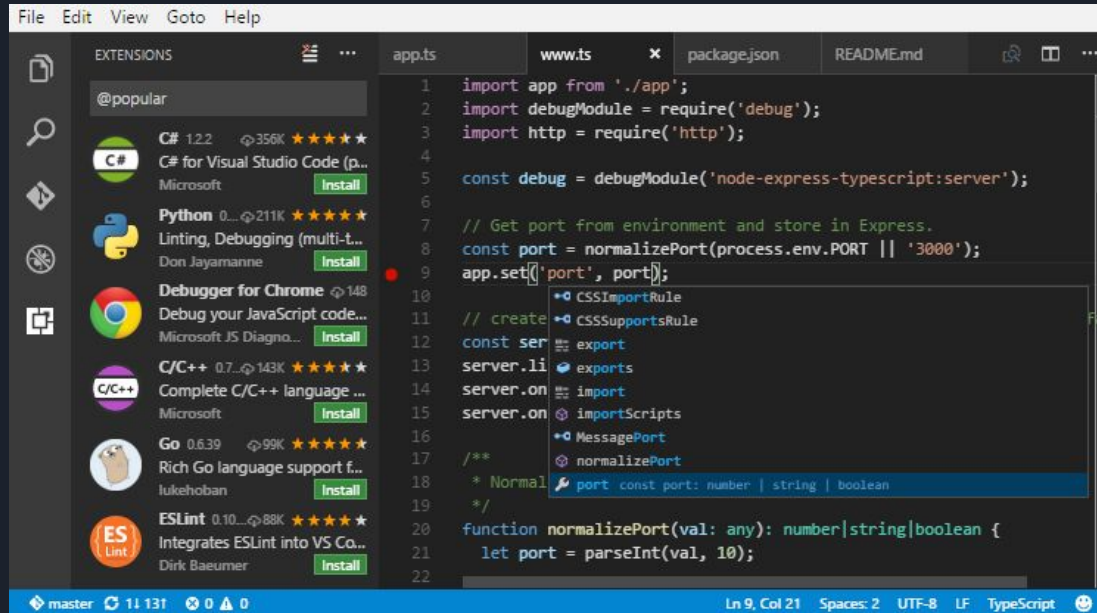 File Edit View Goto Help
EXTENSIONS
@popular
C# 1.2.2 356K
C# for Visual Studio Code (p...
Microsoft Install
Python 0.... 211K
Linting, Debugging (multi-t...
Don Jayamanne Install
Debugger for Chrome 148
Debug your JavaScript code...
Microsoft JS Diagno... Install
C/C++ 0.7... 143K
Complete C/C++ language ...
Microsoft Install
Go 0.6.39 99K
Rich Go language support f...
lukehoban Install
ESLint 0.10.... 88K
Integrates ESLint into VS Co...
Dirk Baeumer Install
C#
C/C++
ES
Lint
app.ts www.ts package.json README.md
1 import app from './app';
2 import debugModule = require('debug');
3 import http = require('http');
4
5 const debug = debugModule('node-express-typescript:server');
6
7 // Get port from environment and store in Express.
8 const port = normalizePort(process.env.PORT || '3000');
9 app.set('port', port);
10
11 // create
12 const ser
13 server.li
14 server.on
15 server.on
16
17 /**
18 * Normal
19 */
20 function normalizePort(val: any): number|string|boolean {
21 let port = parseInt(val, 10);
22
CSSImportRule
CSSSupportsRule
export
exports
import
importScripts
MessagePort
normalizePort
port const port: number | string | boolean
master 1↓ 13↑ 0 0 Ln 9, Col 21 Spaces: 2 UTF-8 LF TypeScript